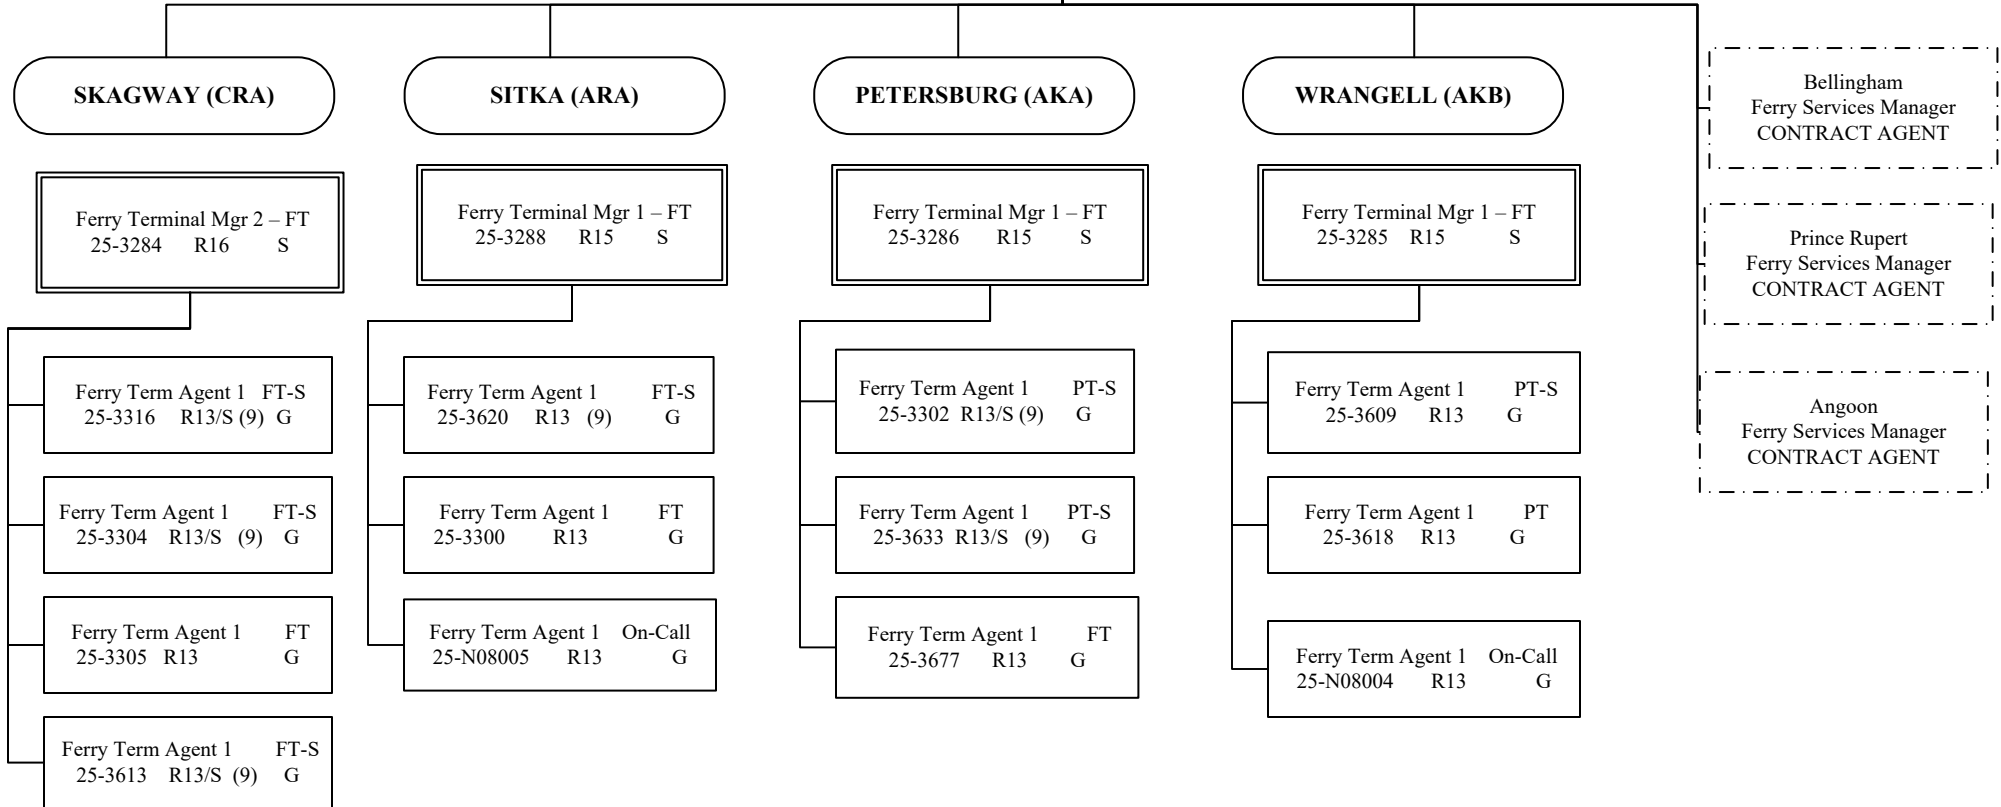 SKAGWAY (CRA)
Ferry Terminal Mgr 2 – FT
25-3284 R16 S
Ferry Term Agent 1 FT-S
25-3316 R13/S (9) G
Ferry Term Agent 1 FT-S
25-3304 R13/S (9) G
Ferry Term Agent 1 FT
25-3305 R13 G
Ferry Term Agent 1 FT-S
25-3613 R13/S (9) G
SITKA (ARA)
Ferry Terminal Mgr 1 – FT
25-3288 R15 S
Ferry Term Agent 1 FT-S
25-3620 R13 (9) G
Ferry Term Agent 1 FT
25-3300 R13 G
Ferry Term Agent 1 On-Call
25-N08005 R13 G
PETERSBURG (AKA)
Ferry Terminal Mgr 1 – FT
25-3286 R15 S
Ferry Term Agent 1 PT-S
25-3302 R13/S (9) G
Ferry Term Agent 1 PT-S
25-3633 R13/S (9) G
Ferry Term Agent 1 FT
25-3677 R13 G
WRANGELL (AKB)
Ferry Terminal Mgr 1 – FT
25-3285 R15 S
Ferry Term Agent 1 PT-S
25-3609 R13 G
Ferry Term Agent 1 PT
25-3618 R13 G
Ferry Term Agent 1 On-Call
25-N08004 R13 G
Bellingham
Ferry Services Manager
CONTRACT AGENT
Prince Rupert
Ferry Services Manager
CONTRACT AGENT
Angoon
Ferry Services Manager
CONTRACT AGENT